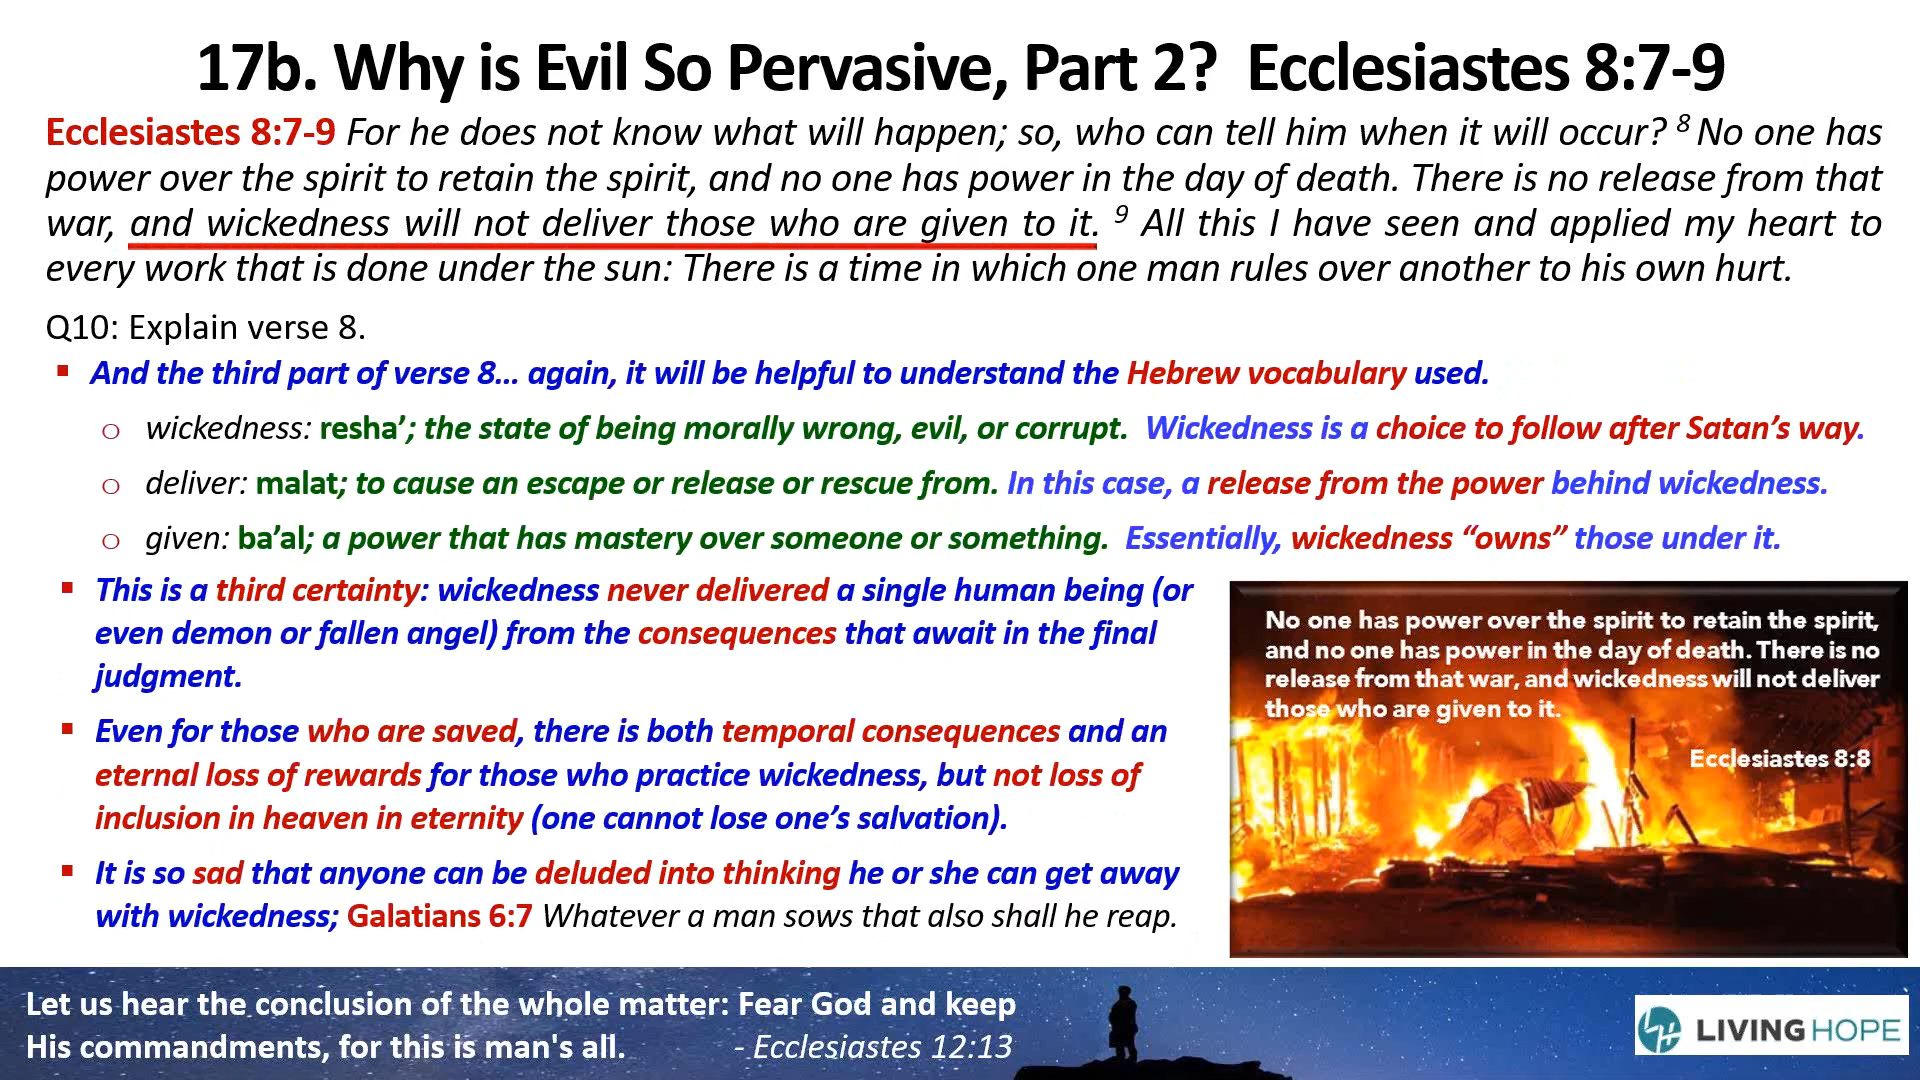 17b. Why is Evil So Pervasive, Part 2?  Ecclesiastes 8:7-9
Ecclesiastes 8:7-9 For he does not know what will happen; so, who can tell him when it will occur? 8 No one has
power over the spirit to retain the spirit, and no one has power in the day of death. There is no release from that
war, and wickedness will not deliver those who are given to it. 9 All this I have seen and applied my heart to
every work that is done under the sun: There is a time in which one man rules over another to his own hurt.
Q10: Explain verse 8.
▪ And the third part of verse 8… again, it will be helpful to understand the Hebrew vocabulary used.
o wickedness: resha’; the state of being morally wrong, evil, or corrupt.  Wickedness is a choice to follow after Satan’s way.
o deliver: malat; to cause an escape or release or rescue from. In this case, a release from the power behind wickedness.
o given: ba’al; a power that has mastery over someone or something.  Essentially, wickedness “owns” those under it.
▪ This is a third certainty: wickedness never delivered a single human being (or
even demon or fallen angel) from the consequences that await in the final
judgment.
▪ Even for those who are saved, there is both temporal consequences and an
eternal loss of rewards for those who practice wickedness, but not loss of
inclusion in heaven in eternity (one cannot lose one’s salvation).
▪ It is so sad that anyone can be deluded into thinking he or she can get away
with wickedness; Galatians 6:7 Whatever a man sows that also shall he reap.
No one has power over the spirit to retain the spirit,
and no one has power in the day of death. There is no
release from that war, and wickedness will not deliver
those who are given to it.
Ecclesiastes 8:8
Let us hear the conclusion of the whole matter: Fear God and keep
His commandments, for this is man's all.
- Ecclesiastes 12:13
LIVING HOPE